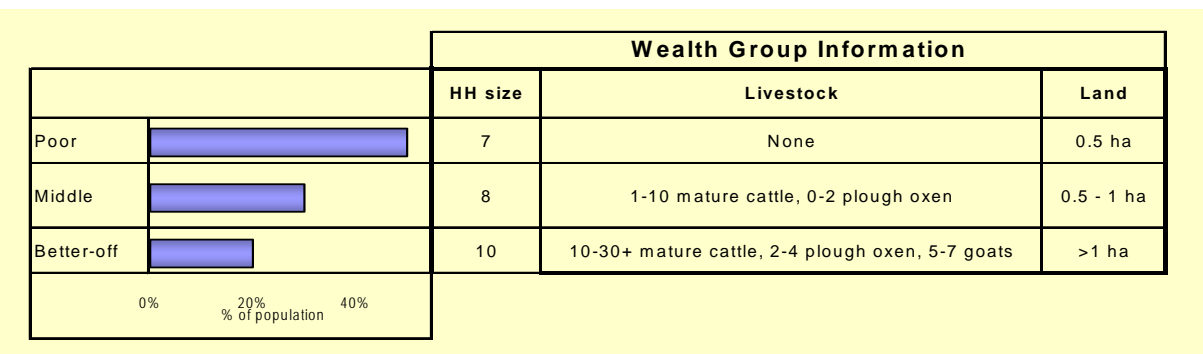 Wealth Group Information
HH size Livestock Land
Poor 7 None 0.5 ha
Middle 8 1-10 mature cattle, 0-2 plough oxen 0.5 - 1 ha
Better-off 10 10-30+ mature cattle, 2-4 plough oxen, 5-7 goats >1 ha
0% 20% 40%
% of population